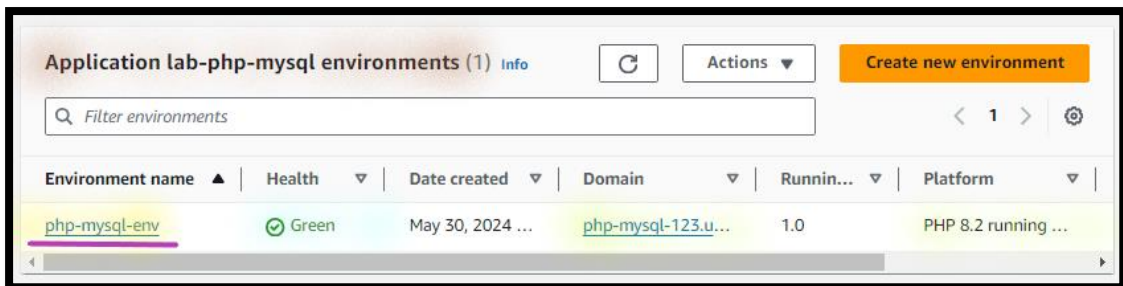 Application lab-php-mysql environments (1) Info
Actions
Create new environment
Filter environments
1
Environment name Health Date created Domain Runnin... Platform
php-mysql-env Green May 30, 2024 ... php-mysql-123.u... 1.0 PHP 8.2 running ...